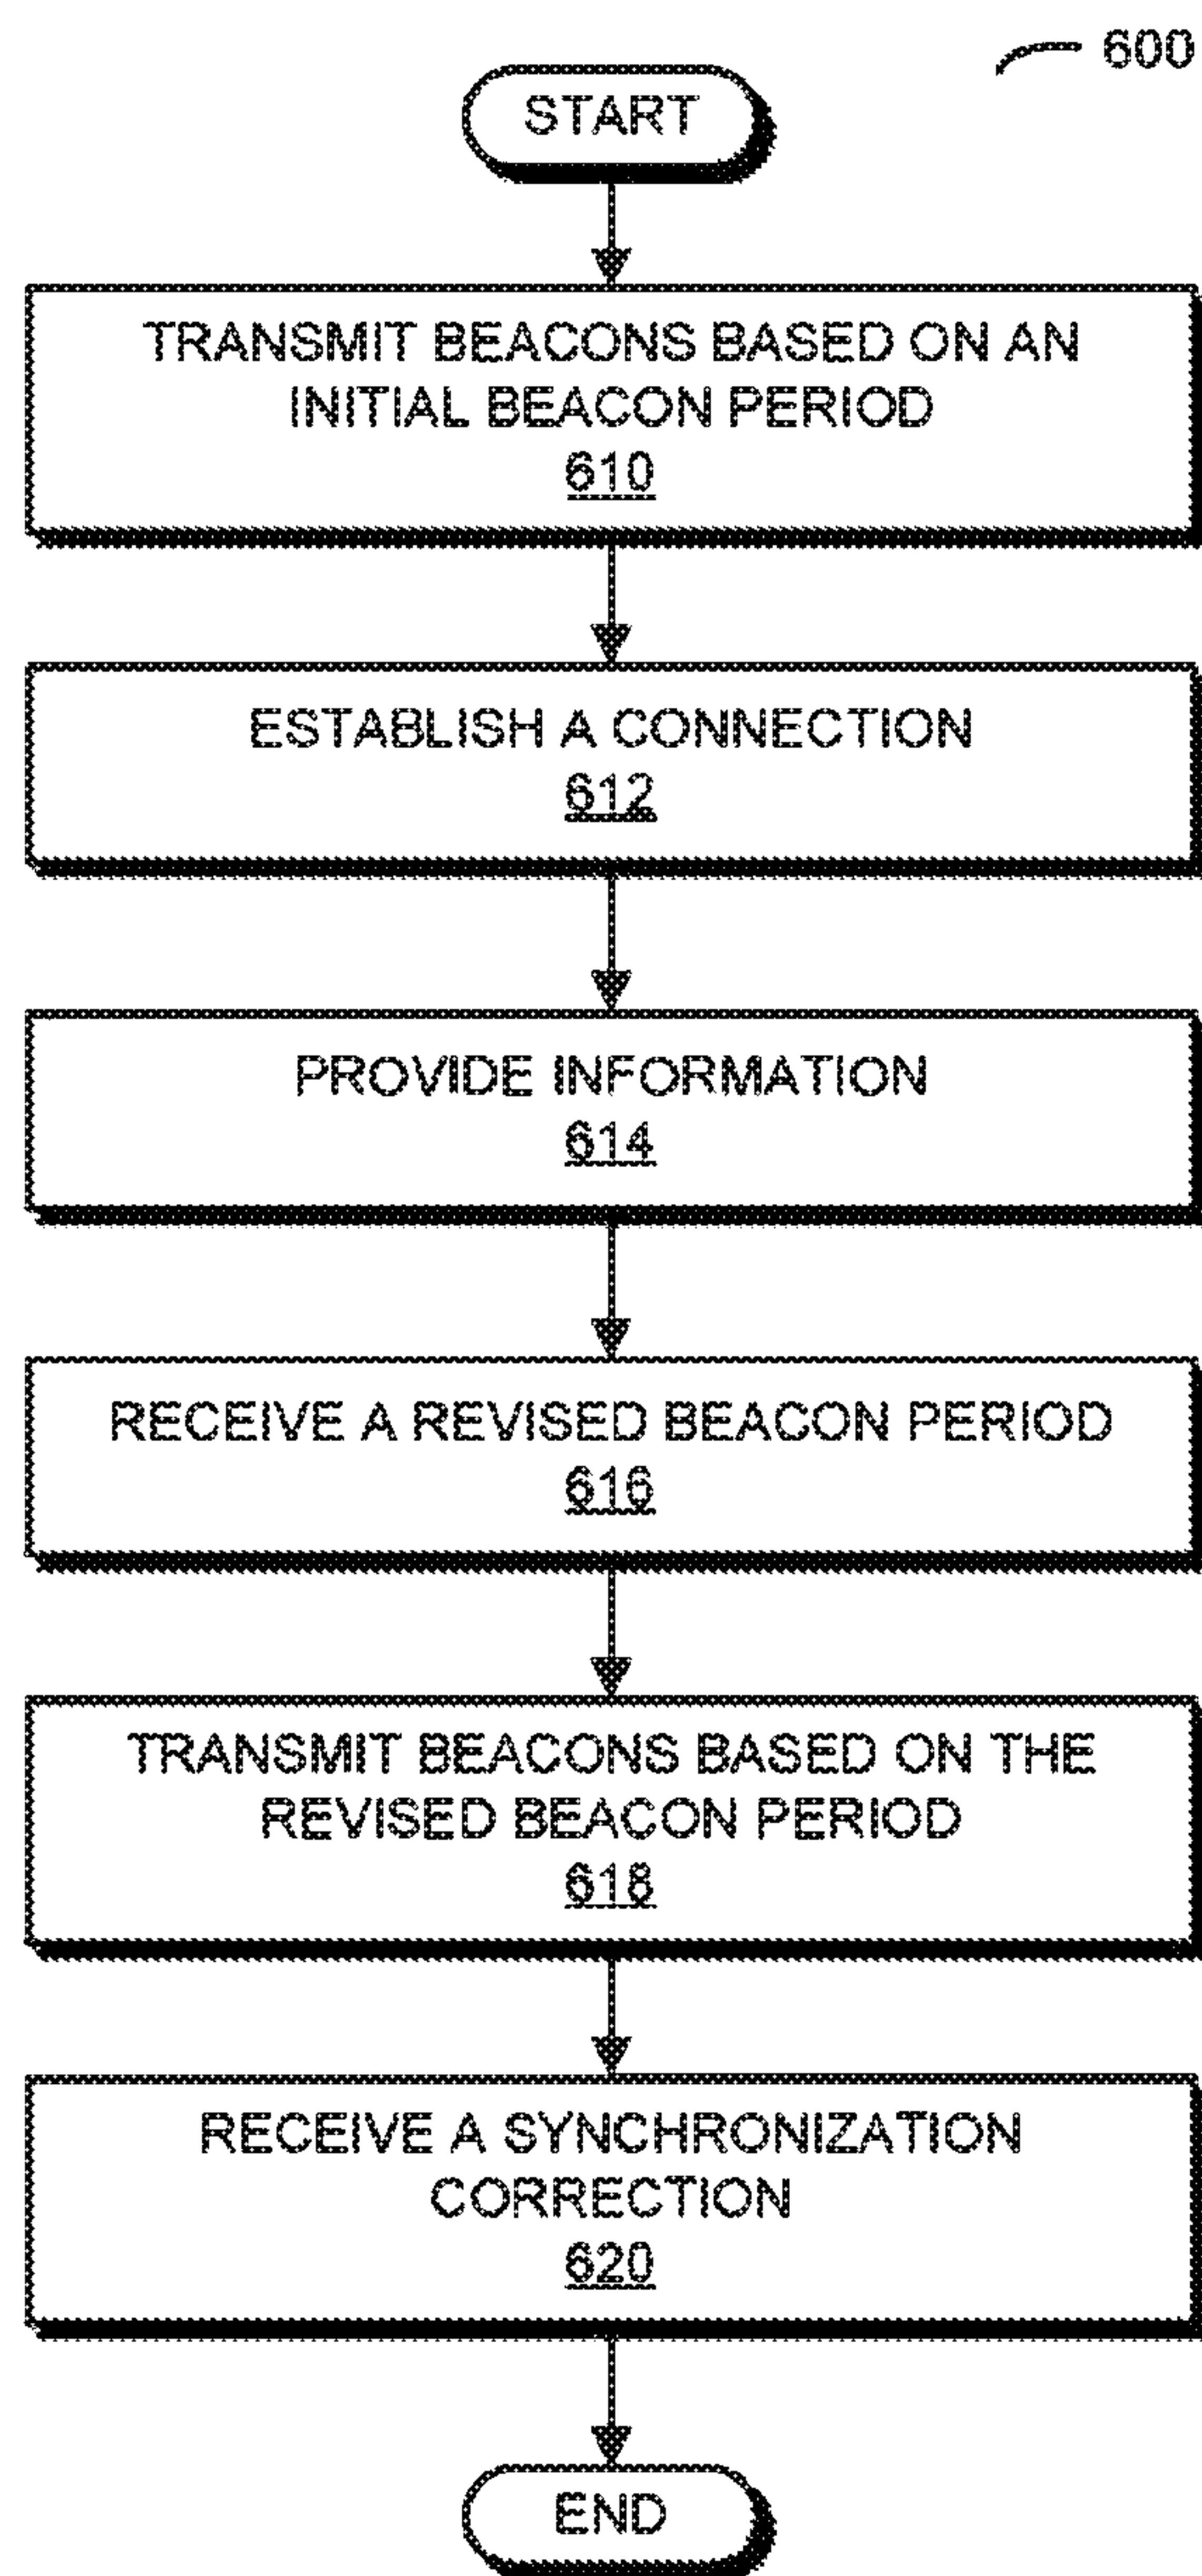 600
START
TRANSMIT BEACONS BASED ON AN
INITIAL BEACON PERIOD
610
ESTABLISH A CONNECTION
612
PROVIDE INFORMATION
614
RECEIVE A REVISED BEACON PERIOD
616
TRANSMIT BEACONS BASED ON THE
REVISED BEACON PERIOD
618
RECEIVE A SYNCHRONIZATION
CORRECTION
620
END